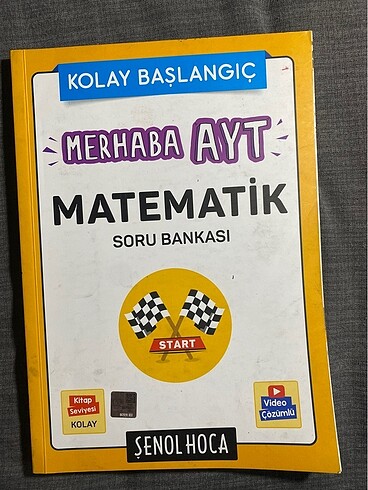 KOLAY BAŞLANGIÇ
MERHABA AYT
MATEMATİK
SORU BANKASI
START
Kitap
Seviyesi
KOLAY
Video
Çözümlü
ŞENOL HOCA